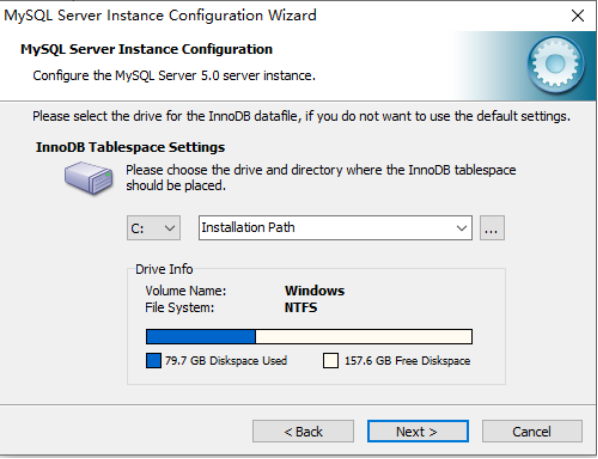 MySQL Server Instance Configuration Wizard
MySQL Server Instance Configuration
Configure the MySQL Server 5.0 server instance.
Please select the drive for the InnoDB datafile, if you do not want to use the default settings.
InnoDB Tablespace Settings
Please choose the drive and directory where the InnoDB tablespace
should be placed.
C: Installation Path ...
Drive Info
Volume Name: Windows
File System: NTFS
79.7 GB Diskspace Used 157.6 GB Free Diskspace
< Back Next > Cancel